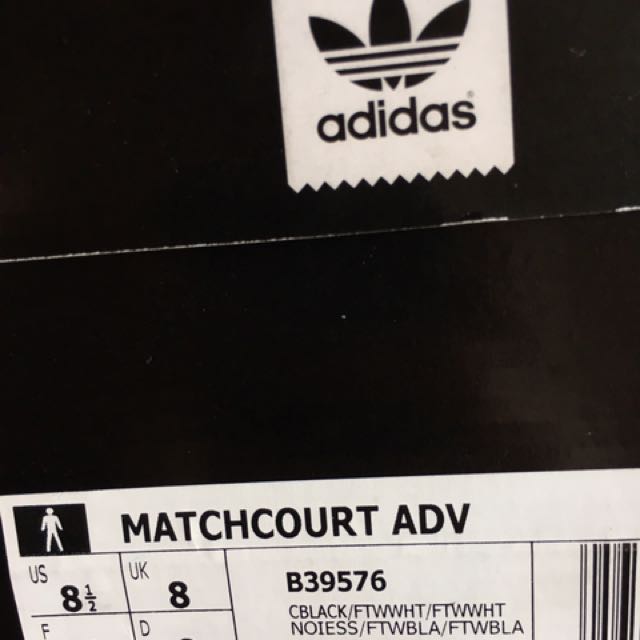 adidas
MATCHCOURT ADV
US 8½ UK 8 B39576
CBLACK/FTWWHT/FTWWHT
NOIESS/FTWBLA/FTWBLA
F D